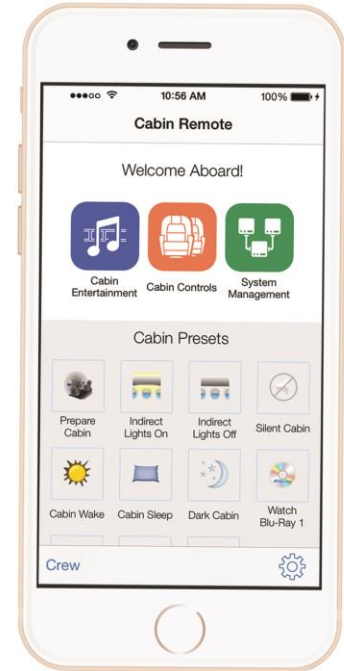 10:56 AM
100%
Cabin Remote
Welcome Aboard!
Cabin
Entertainment
Cabin Controls
System
Management
Cabin Presets
Prepare
Cabin
Indirect
Lights On
Indirect
Lights Off
Silent Cabin
Cabin Wake
Cabin Sleep
Dark Cabin
Watch
Blu-Ray 1
Crew